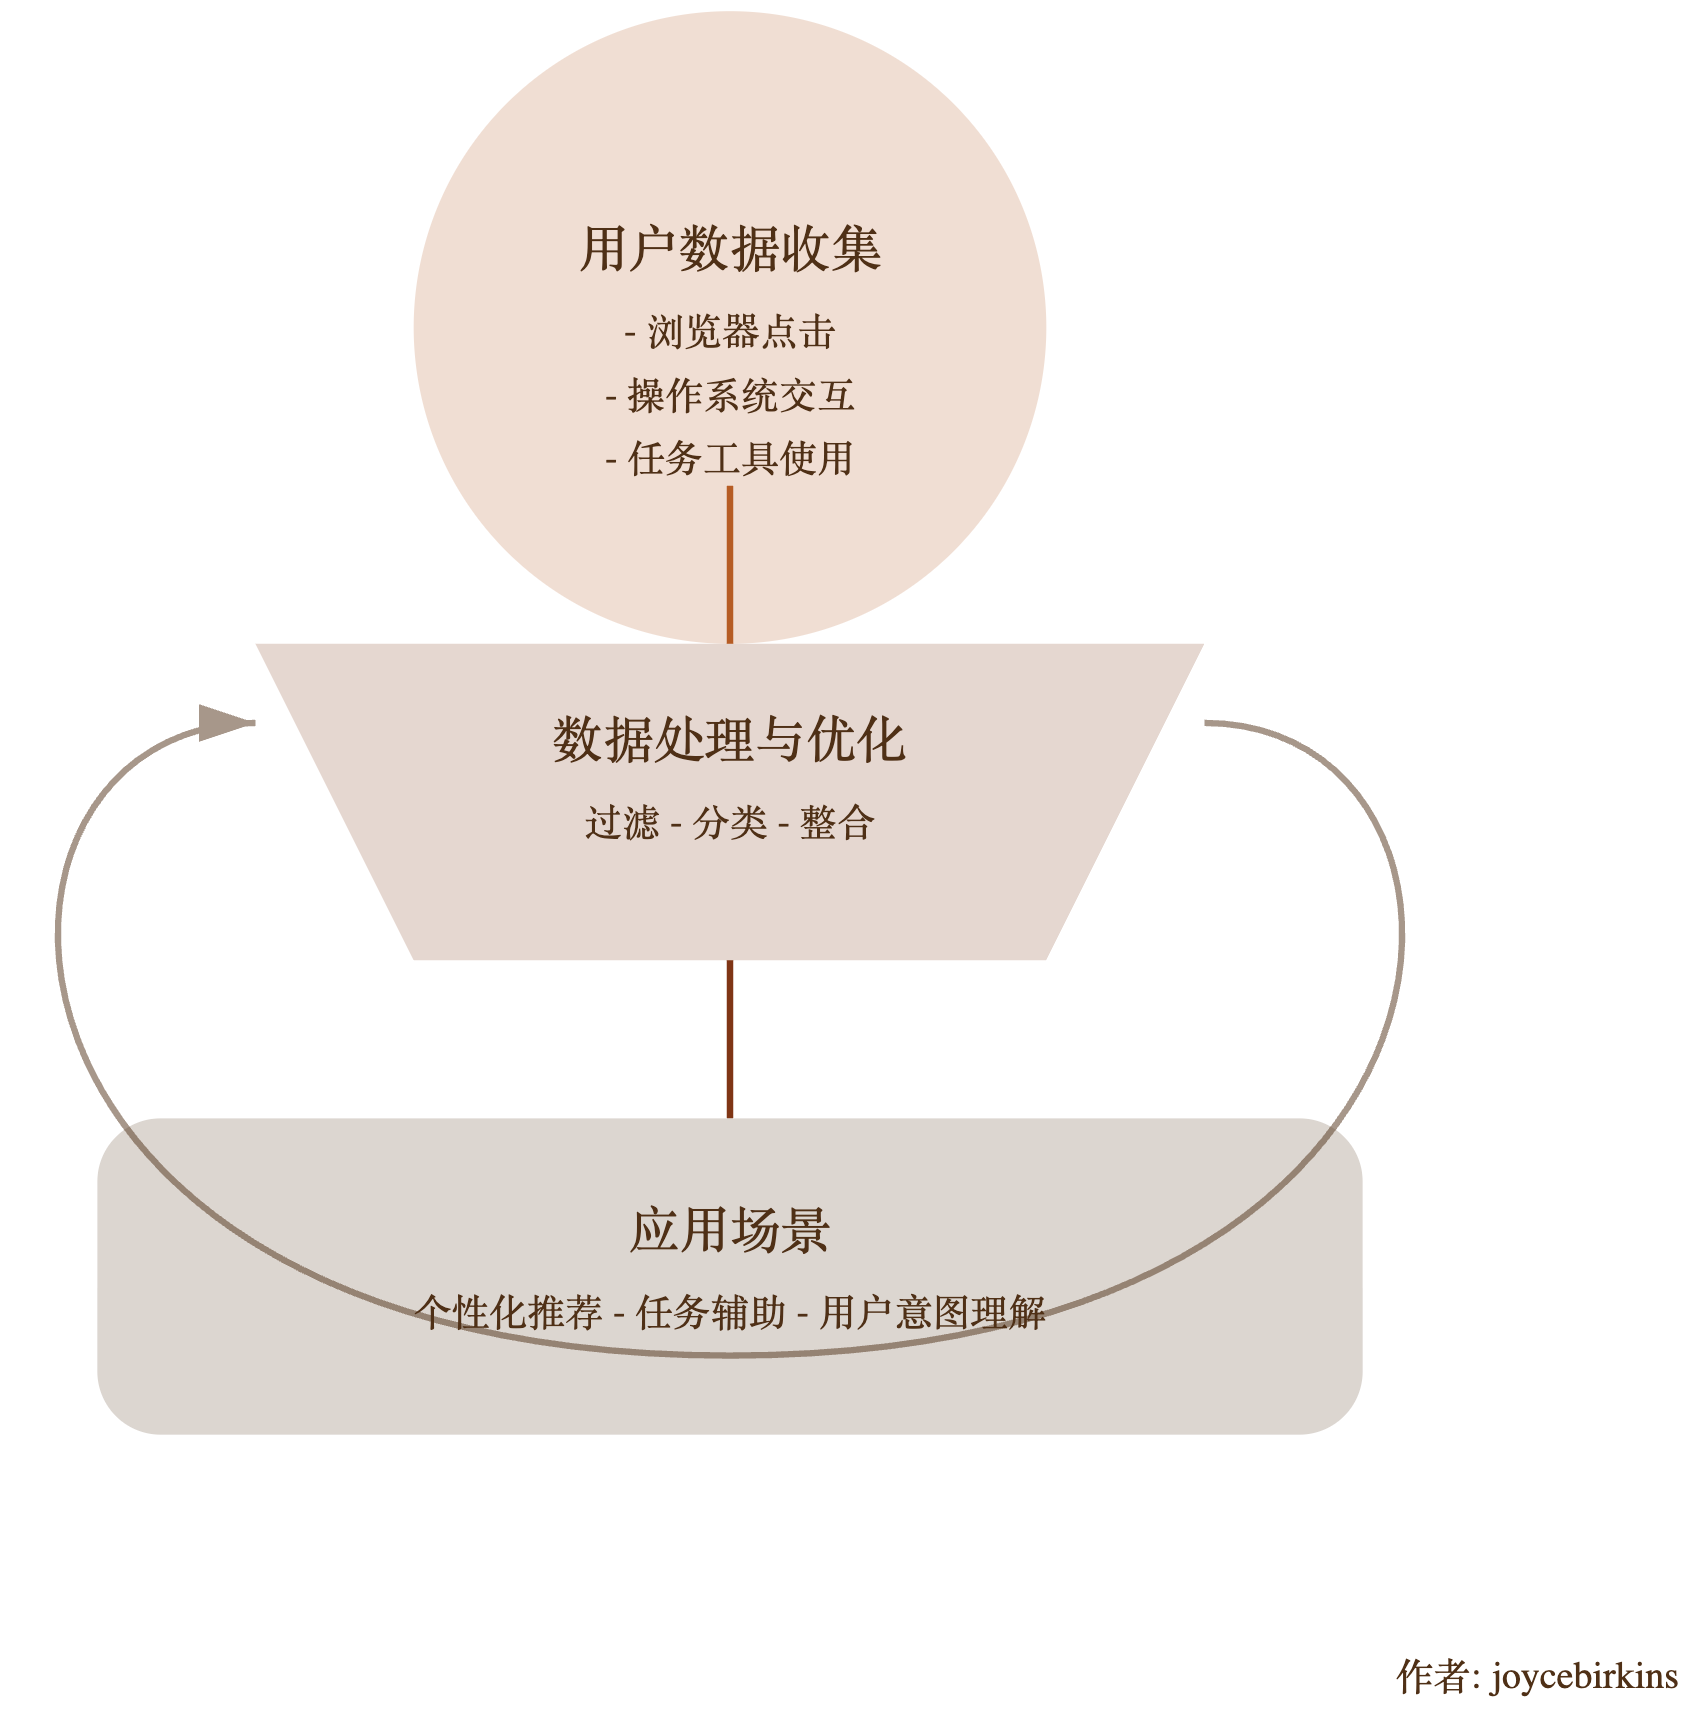 用户数据收集
- 浏览器点击
- 操作系统交互
- 任务工具使用
数据处理与优化
过滤 - 分类 - 整合
应用场景
个性化推荐 - 任务辅助 - 用户意图理解
作者: joycebirkins